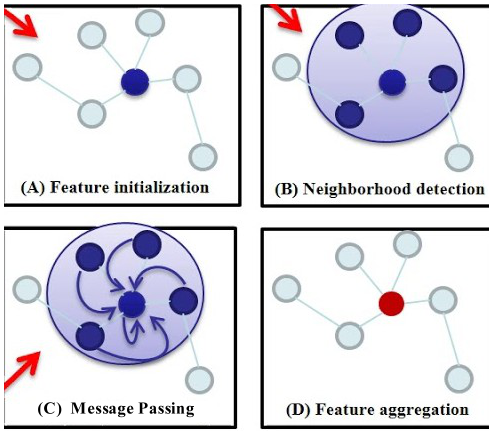 (A) Feature initialization
(B) Neighborhood detection
(C) Message Passing
(D) Feature aggregation